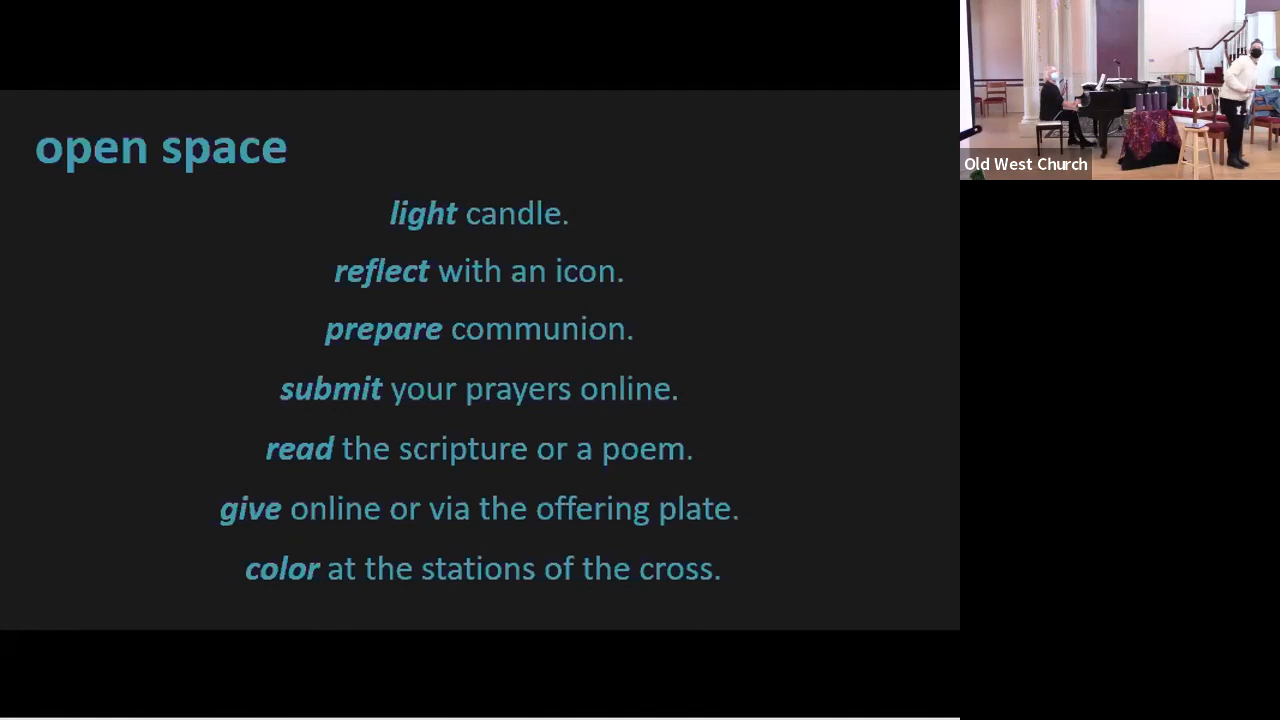 open space
light candle.
reflect with an icon.
prepare communion.
submit your prayers online.
read the scripture or a poem.
give online or via the offering plate.
color at the stations of the cross.
Old West Church